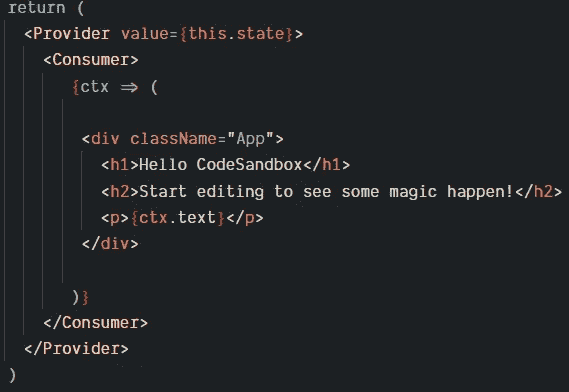 return (
<Provider value={this.state}>
<Consumer>
{ctx => (
<div className="App">
<h1>Hello CodeSandbox</h1>
<h2>Start editing to see some magic happen!</h2>
<p>{ctx.text}</p>
</div>
)}
</Consumer>
</Provider>
)